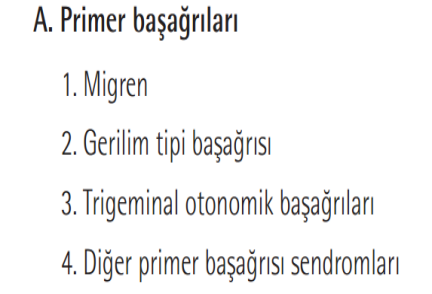 A. Primer başağrıları
1. Migren
2. Gerilim tipi başağrısı
3. Trigeminal otonomik başağrıları
4. Diğer primer başağrısı sendromları